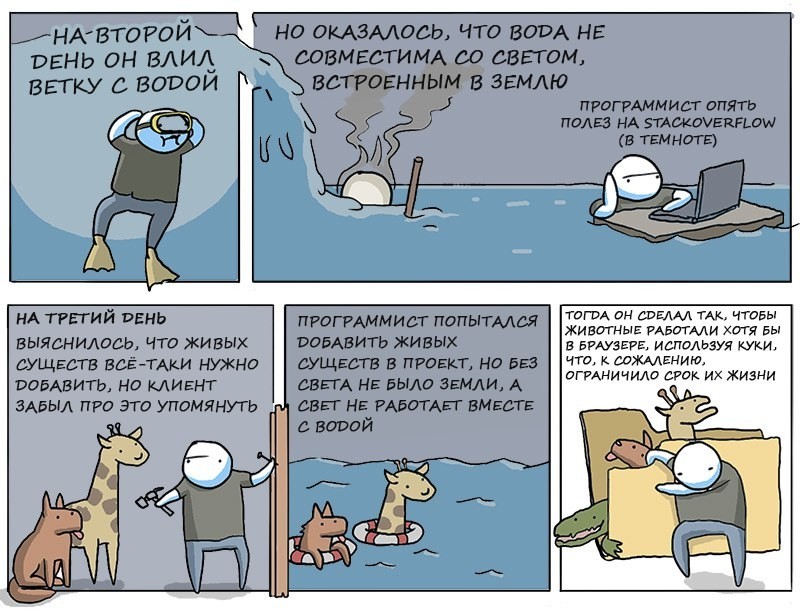 НА ВТОРОЙ
ДЕНЬ ОН ВЛИЛ
ВЕТКУ С ВОДОЙ
НО ОКАЗАЛОСЬ, ЧТО ВОДА НЕ
СОВМЕСТИМА СО СВЕТОМ,
ВСТРОЕННЫМ В ЗЕМЛЮ
ПРОГРАММИСТ ОПЯТЬ
ПОЛЕЗ НА STACKOVERFLOW
(В ТЕМНОТЕ)
НА ТРЕТИЙ ДЕНЬ
ВЫЯСНИЛОСЬ, ЧТО ЖИВЫХ
СУЩЕСТВ ВСЁ-ТАКИ НУЖНО
ДОБАВИТЬ, НО КЛИЕНТ
ЗАБЫЛ ПРО ЭТО УПОМЯНУТЬ
ПРОГРАММИСТ ПОПЫТАЛСЯ
ДОБАВИТЬ ЖИВЫХ
СУЩЕСТВ В ПРОЕКТ, НО БЕЗ
СВЕТА НЕ БЫЛО ЗЕМЛИ, А
СВЕТ НЕ РАБОТАЕТ ВМЕСТЕ
С ВОДОЙ
ТОГДА ОН СДЕЛАЛ ТАК, ЧТОБЫ
ЖИВОТНЫЕ РАБОТАЛИ ХОТЯ БЫ
В БРАУЗЕРЕ, ИСПОЛЬЗУЯ КУКИ,
ЧТО, К СОЖАЛЕНИЮ,
ОГРАНИЧИЛО СРОК ИХ ЖИЗНИ